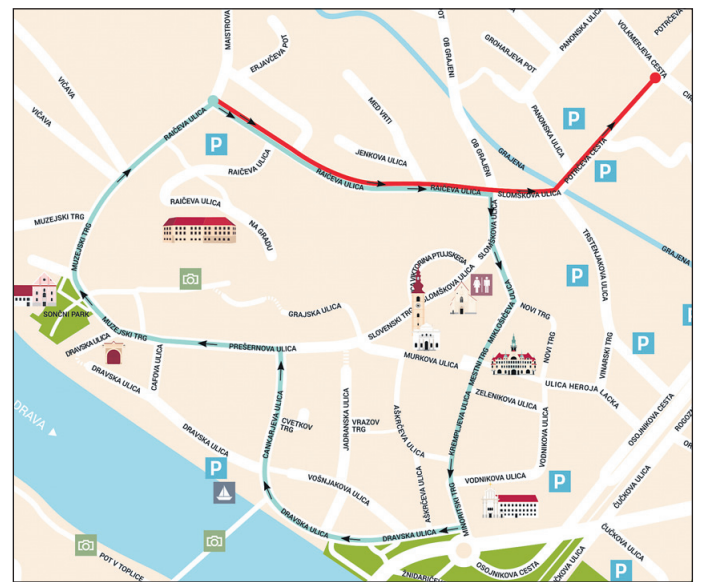 MAISTROVA
POT
OB GRAJENI
GROHARJEVA POT
PANONSKA ULICA
VOLKMERJEVA CESTA
POTRČEVA
ERJAVČEVA POT
VIČAVA
VIČAVA
MED VRTI
RAIČEVA ULICA
P
P
P
JENKOVA ULICA
OB GRAJENI
GRAJENA
PANONSKA ULICA
POTRČEVA CESTA
RAIČEVA ULICA
RAIČEVA ULICA
RAIČEVA ULICA
SLOMŠKOVA ULICA
RAIČEVA ULICA
NA GRADU
MUZEJSKI TRG
MUZEJSKI TRG
SLOMŠKOVA ULICA
TRSTENJAKOVA ULICA
GRAJENA
VIKTORINA PTUJSKEGA
SLOMŠKOVA ULICA
P
SONČNI PARK
GRAJSKA ULICA
SLOVENSKI TRG
MIKLOŠIČEVA ULICA
NOVI TRG
MUZEJSKI TRG
DRAVSKA ULICA
PREŠERNOVA ULICA
MURKOVA ULICA
MESTNI TRG
NOVI TRG
VINARSKI TRG
P
DRAVSKA ULICA
CAFOVA ULICA
ZELENIKOVA ULICA
ULICA HEROJA LACKA
DRAVA
CANKARJEVA ULICA
CVETKOV TRG
JADRANSKA ULICA
VRAZOV TRG
AŠKRČEVA ULICA
KREMPLJEVA ULICA
OSOJNIKOVA CESTA
DRAVSKA ULICA
P
VOŠNJAKOVA ULICA
VODNIKOVA ULICA
VODNIKOVA ULICA
P
AŠKRČEVA ULICA
MINORITSKI TRG
ČUČKOVA ULICA
DRAVSKA ULICA
DRAVSKA ULICA
ČUČKOVA ULICA
OSOJNIKOVA CESTA
POT V TOPLICE
ČUČKOVA ULICA
P